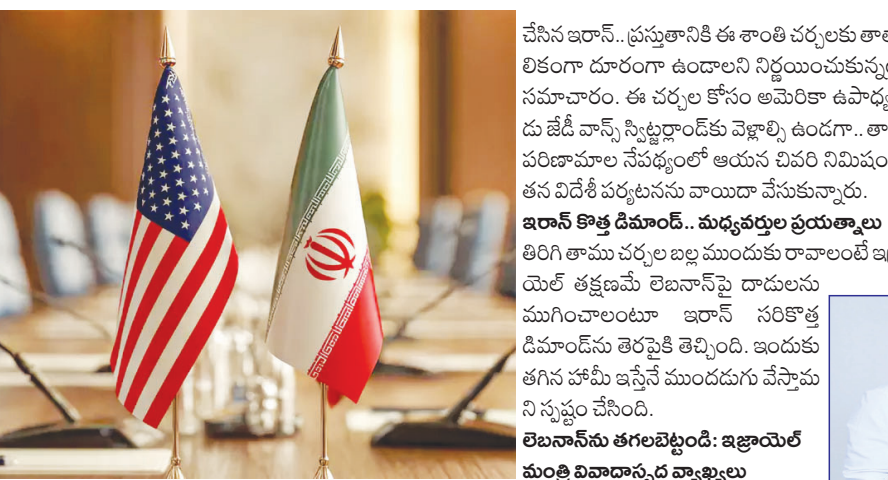 చేసిన ఇరాన్.. ప్రస్తుతానికి ఈ శాంతి చర్చలకు
లికంగా దూరంగా ఉండాలని నిర్ణయించుకున్న
సమాచారం. ఈ చర్చల కోసం అమెరికా ఉపాధ్య
డు జేడీ వాన్స్ స్విట్జర్లాండ్‌కు వెళ్లాల్సి ఉండగా.. తా
పరిణామాల నేపథ్యంలో ఆయన చివరి నిమిషం
తన విదేశీ పర్యటనను వాయిదా వేసుకున్నారు.
ఇరాన్ కొత్త డిమాండ్.. మధ్యవర్తుల ప్రయత్నాలు
తిరిగి తాము చర్చల బల్ల ముందుకు రావాలంటే
యెల్ తక్షణమే లెబనాన్‌పై దాడులను
ముగించాలంటూ ఇరాన్ సరికొత్త
డిమాండ్‌ను తెరపైకి తెచ్చింది. ఇందుకు
తగిన హామీ ఇస్తేనే ముందడుగు వేస్తామ
ని స్పష్టం చేసింది.
లెబనాన్‌ను తగలబెట్టండి: ఇజ్రాయెల్
మంత్రి వివాదాస్పద వ్యాఖ్యలు